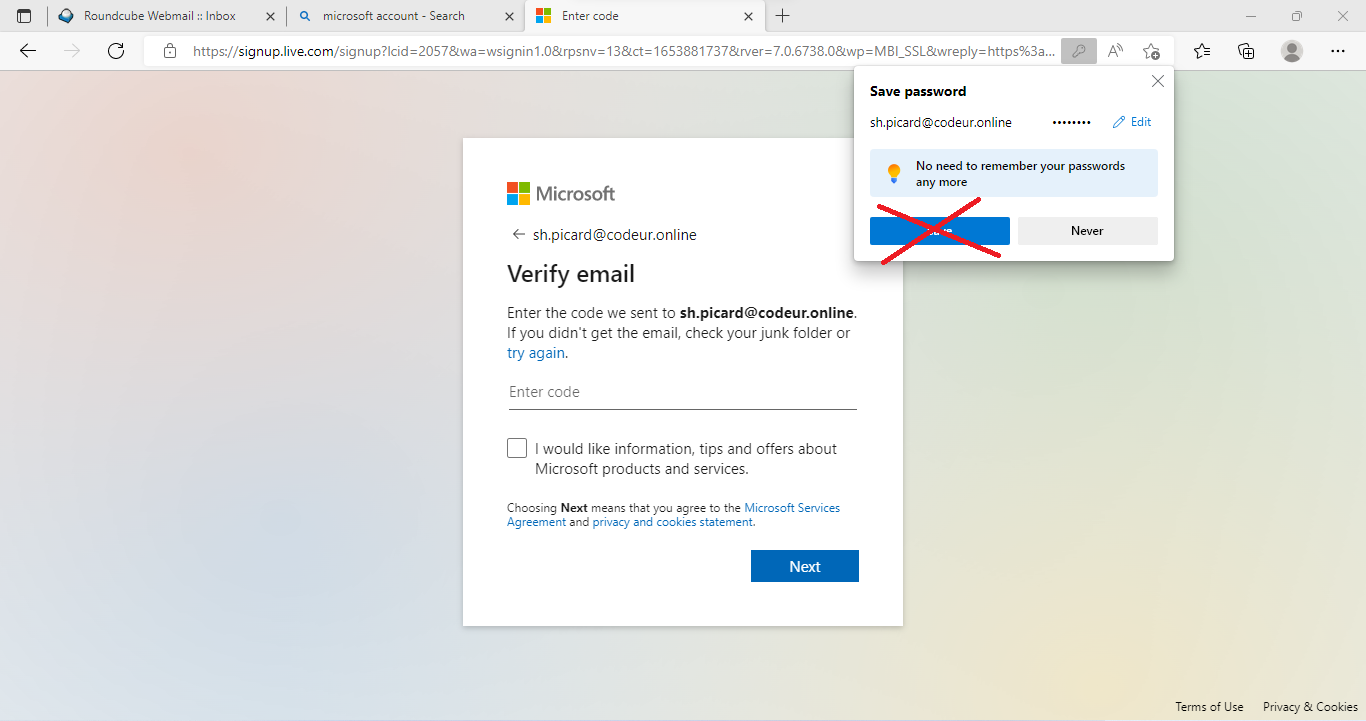 Roundcube Webmail :: Inbox
microsoft account - Search
Enter code
https://signup.live.com/signup?lcid=2057&wa=wsignin1.0&rpsnv=13&ct=1653881737&rver=7.0.6738.0&wp=MBI_SSL&wreply=https%3a...
Save password
sh.picard@codeur.online •••••••• Edit
No need to remember your passwords
any more
Never
Microsoft
sh.picard@codeur.online
Verify email
Enter the code we sent to sh.picard@codeur.online.
If you didn't get the email, check your junk folder or
try again.
Enter code
I would like information, tips and offers about
Microsoft products and services.
Choosing Next means that you agree to the Microsoft Services
Agreement and privacy and cookies statement.
Next
Terms of Use Privacy & Cookies